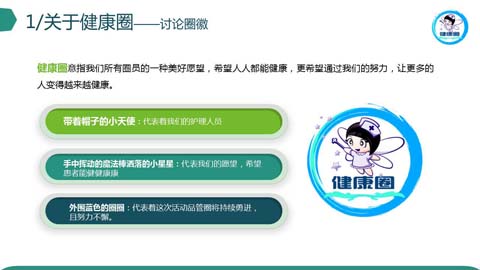 1/关于健康圈——讨论圈徽
健康圈
健康圈意指我们所有圈员的一种美好愿望，希望人人都能健康，更希望通过我们的努力，让更多的
人变得越来越健康。
带着帽子的小天使：代表着我们的护理人员
手中挥动的魔法棒洒落的小星星：代表我们的愿望，希望
患者能健健康康
外围蓝色的圈圈：代表着这次活动品管圈将持续勇进，
且努力不懈。
健康圈